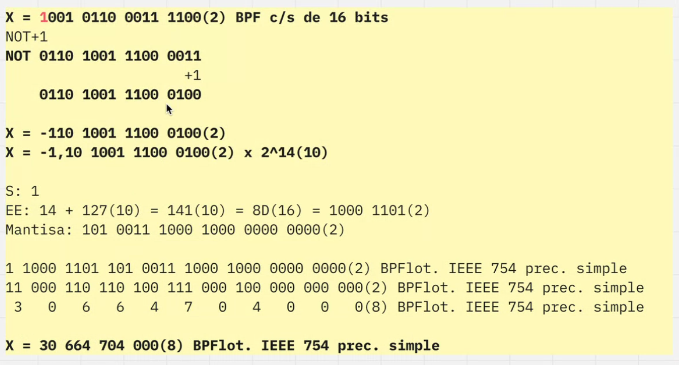 X = 1001 0110 0011 1100(2) BPF c/s de 16 bits
NOT+1
NOT 0110 1001 1100 0011
+1
0110 1001 1100 0100
X = -110 1001 1100 0100(2)
X = -1,10 1001 1100 0100(2) x 2^14(10)
S: 1
EE: 14 + 127(10) = 141(10) = 8D(16) = 1000 1101(2)
Mantisa: 101 0011 1000 1000 0000 0000(2)
1 1000 1101 101 0011 1000 1000 0000 0000(2) BPFlot. IEEE 754 prec. simple
11 000 110 110 100 111 000 100 000 000 000(2) BPFlot. IEEE 754 prec. simple
3 0 6 6 4 7 0 4 0 0 0(8) BPFlot. IEEE 754 prec. simple
X = 30 664 704 000(8) BPFlot. IEEE 754 prec. simple